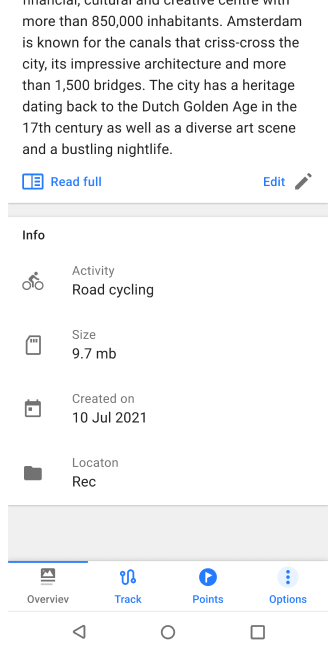 financial, cultural and creative centre with
more than 850,000 inhabitants. Amsterdam
is known for the canals that criss-cross the
city, its impressive architecture and more
than 1,500 bridges. The city has a heritage
dating back to the Dutch Golden Age in the
17th century as well as a diverse art scene
and a bustling nightlife.
Read full Edit
Info
Activity
Road cycling
Size
9.7 mb
Created on
10 Jul 2021
Locaton
Rec
Overviev Track Points Options